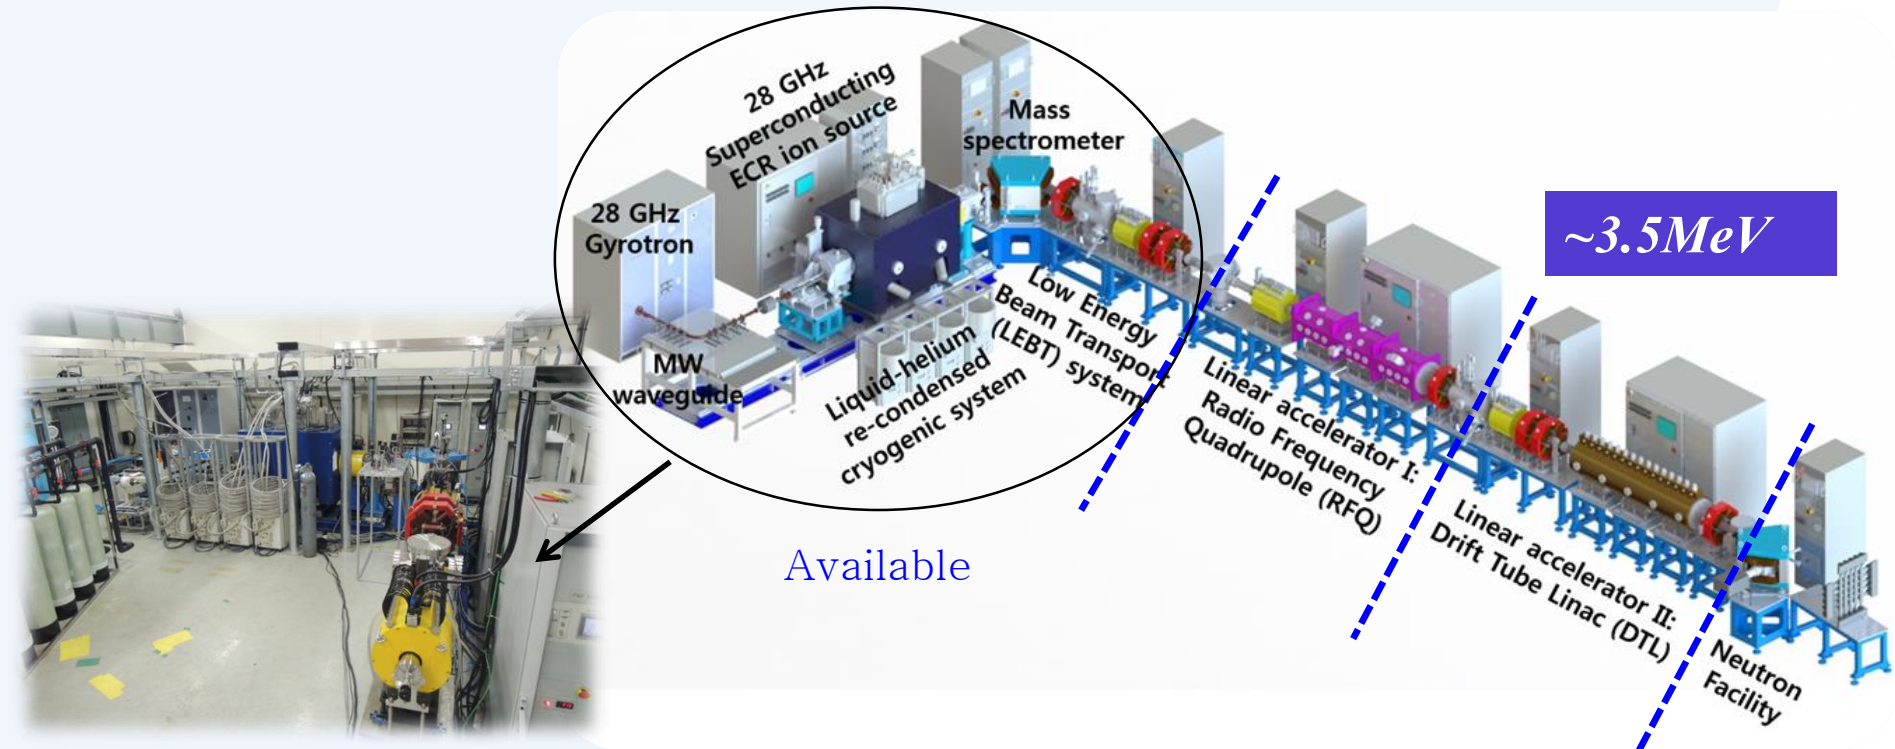 28 GHz
Superconducting
ECR ion source
Mass
spectrometer
28 GHz
Gyrotron
MW
waveguide
Liquid-helium
re-condensed
cryogenic system
Low Energy
Beam Transport
(LEBT) system
~3.5MeV
Linear accelerator I:
Radio Frequency
Quadrupole (RFQ)
Linear accelerator II:
Drift Tube Linac (DTL)
Neutron
Facility
Available